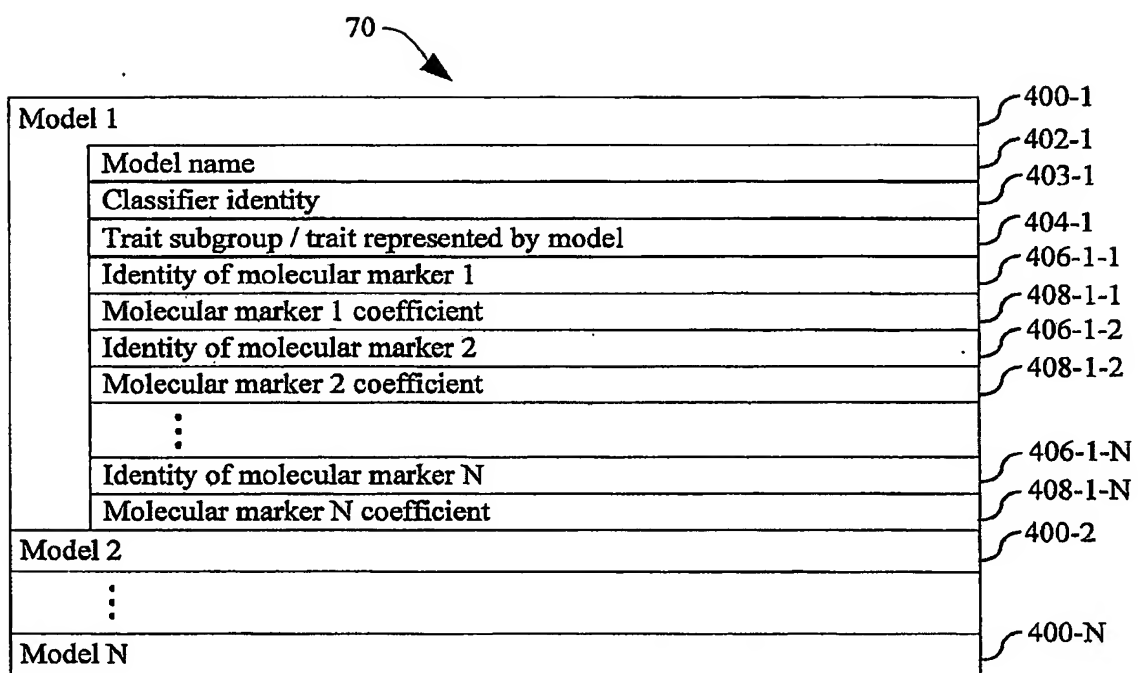 70
Model 1 400-1
Model name 402-1
Classifier identity 403-1
Trait subgroup / trait represented by model 404-1
Identity of molecular marker 1 406-1-1
Molecular marker 1 coefficient 408-1-1
Identity of molecular marker 2 406-1-2
Molecular marker 2 coefficient 408-1-2
Identity of molecular marker N 406-1-N
Molecular marker N coefficient 408-1-N
Model 2 400-2
Model N 400-N